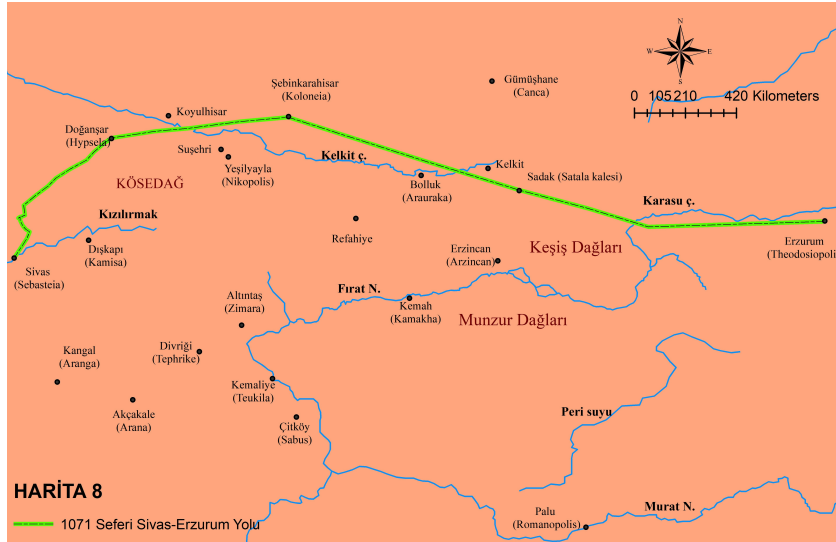 N
W
E
S
0 105 210 420 Kilometers
Gümüşhane
(Canca)
Şebinkarahisar
(Koloneia)
Koyulhisar
Doğanşar
(Hypsela)
Suşehri
Yeşilyayla
(Nikopolis)
Kelkit ç.
Kelkit
Bolluk
(Arauraka)
Sadak (Satala kalesi)
KÖSEDAĞ
Kızılırmak
Karasu ç.
Dışkapı
(Kamisa)
Refahiye
Erzincan
(Arzincan)
Keşiş Dağları
Erzurum
(Theodosiopoli
Sivas
(Sebasteia)
Fırat N.
Altıntaş
(Zimara)
Kemah
(Kamakha)
Munzur Dağları
Kangal
(Aranga)
Divriği
(Tephrike)
Kemaliye
(Teukila)
Akçakale
(Arana)
Çitköy
(Sabus)
Peri suyu
HARİTA 8
1071 Seferi Sivas-Erzurum Yolu
Palu
(Romanopolis)
Murat N.